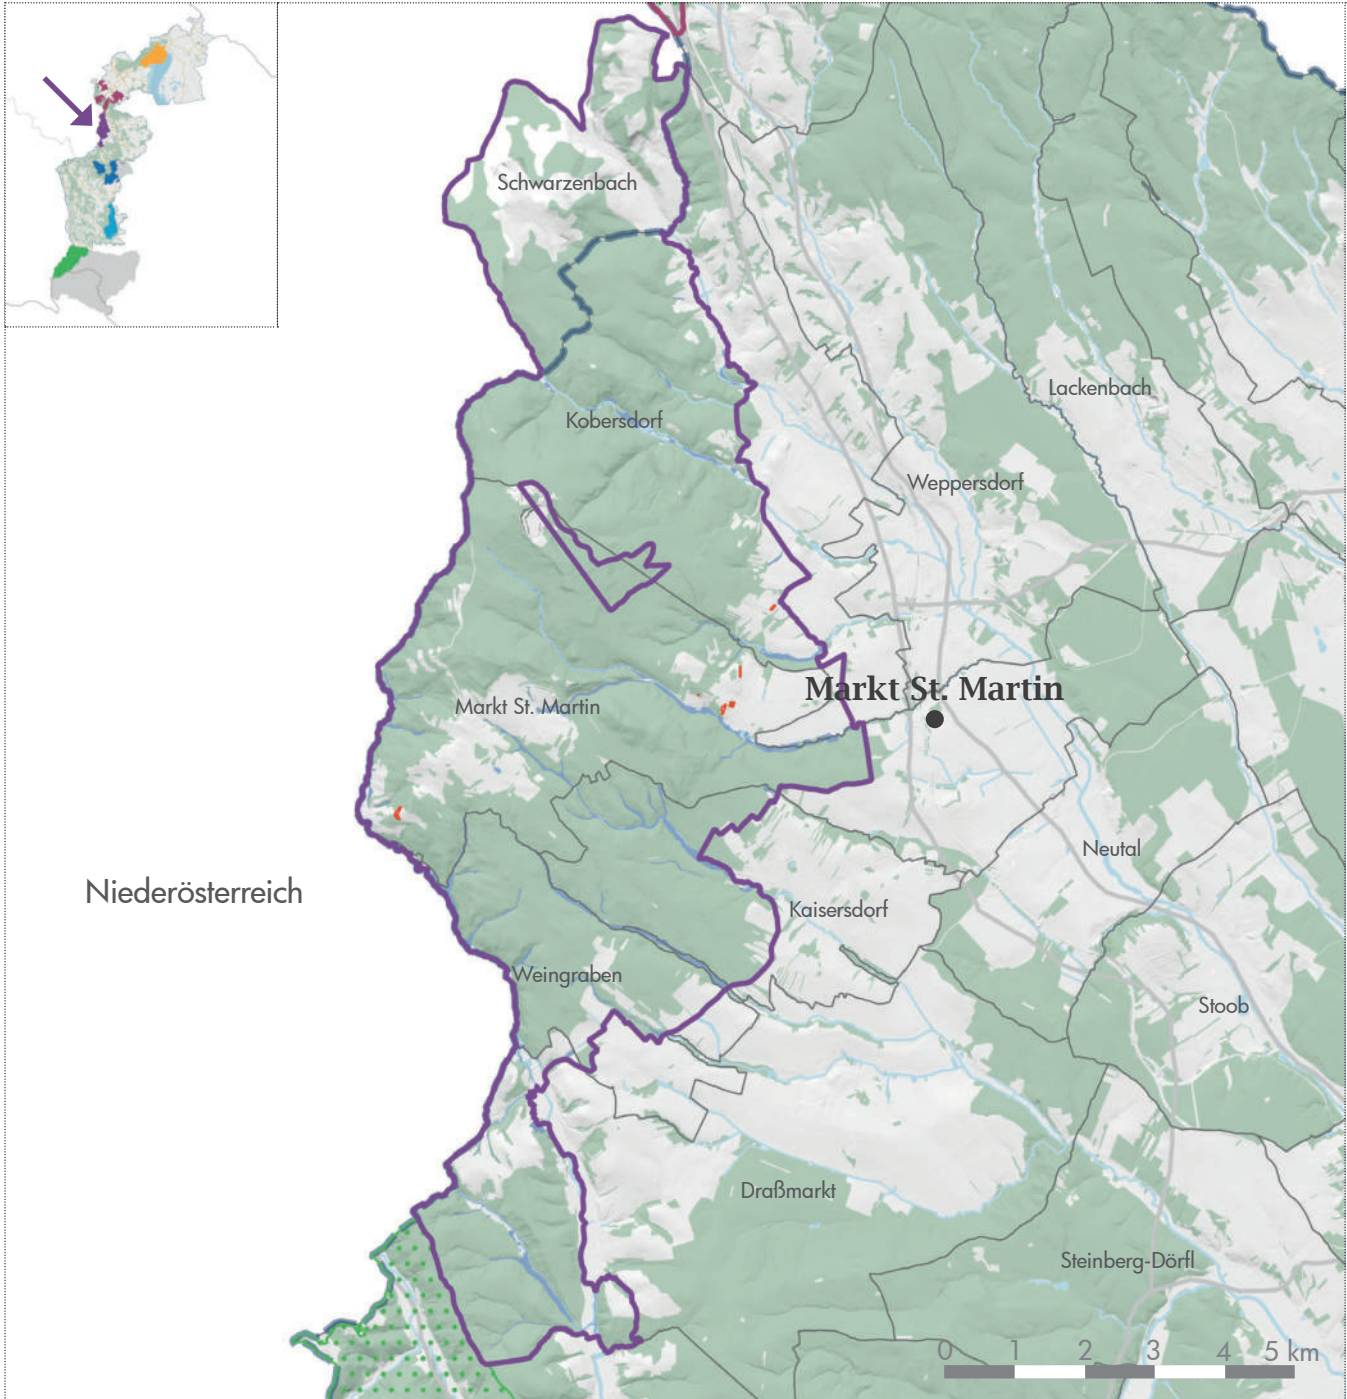 Schwarzenbach
Lackenbach
Kobersdorf
Weppersdorf
Markt St. Martin
Markt St. Martin
Neutal
Niederösterreich
Kaisersdorf
Weingraben
Stoob
Draßmarkt
Steinberg-Dörfl
0 1 2 3 4 5 km